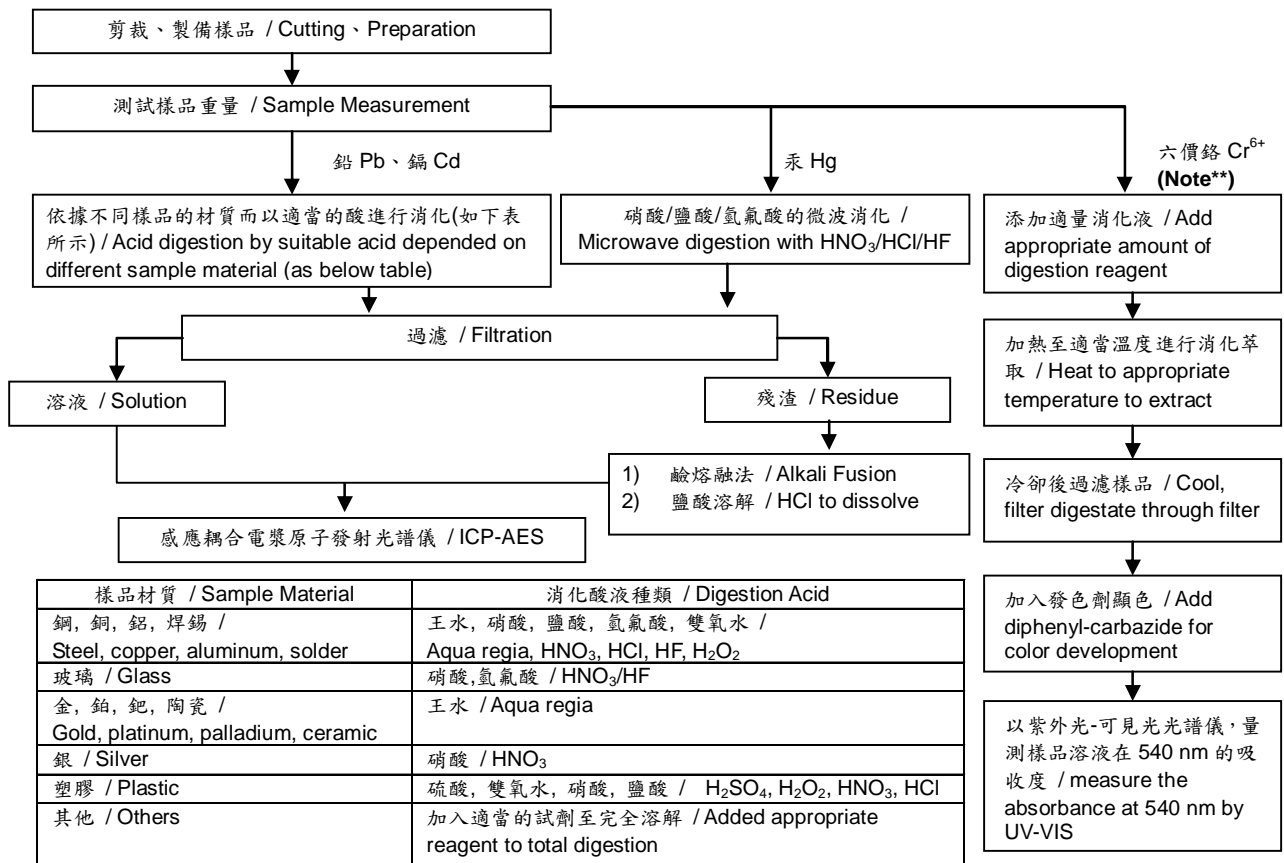 剪裁、製備樣品 / Cutting、Preparation
測試樣品重量 / Sample Measurement
鉛 Pb、鎘 Cd
汞 Hg
六價鉻 Cr⁶⁺
(Note**)
依據不同樣品的材質而以適當的酸進行消化(如下表
所示) / Acid digestion by suitable acid depended on
different sample material (as below table)
硝酸/鹽酸/氫氟酸的微波消化 /
Microwave digestion with HNO₃/HCl/HF
添加適量消化液 / Add
appropriate amount of
digestion reagent
過濾 / Filtration
加熱至適當溫度進行消化萃
取 / Heat to appropriate
temperature to extract
溶液 / Solution
殘渣 / Residue
1) 鹼熔融法 / Alkali Fusion
2) 鹽酸溶解 / HCl to dissolve
冷卻後過濾樣品 / Cool,
filter digestate through filter
感應耦合電漿原子發射光譜儀 / ICP-AES
加入發色劑顯色 / Add
diphenyl-carbazide for
color development
以紫外光-可見光光譜儀，量
測樣品溶液在 540 nm 的吸
收度 / measure the
absorbance at 540 nm by
UV-VIS
樣品材質 / Sample Material
消化酸液種類 / Digestion Acid
鋼, 銅, 鋁, 焊錫 /
Steel, copper, aluminum, solder
王水, 硝酸, 鹽酸, 氫氟酸, 雙氧水 /
Aqua regia, HNO₃, HCl, HF, H₂O₂
玻璃 / Glass
硝酸,氫氟酸 / HNO₃/HF
金, 鉑, 鈀, 陶瓷 /
Gold, platinum, palladium, ceramic
王水 / Aqua regia
銀 / Silver
硝酸 / HNO₃
塑膠 / Plastic
硫酸, 雙氧水, 硝酸, 鹽酸 / H₂SO₄, H₂O₂, HNO₃, HCl
其他 / Others
加入適當的試劑至完全溶解 / Added appropriate
reagent to total digestion